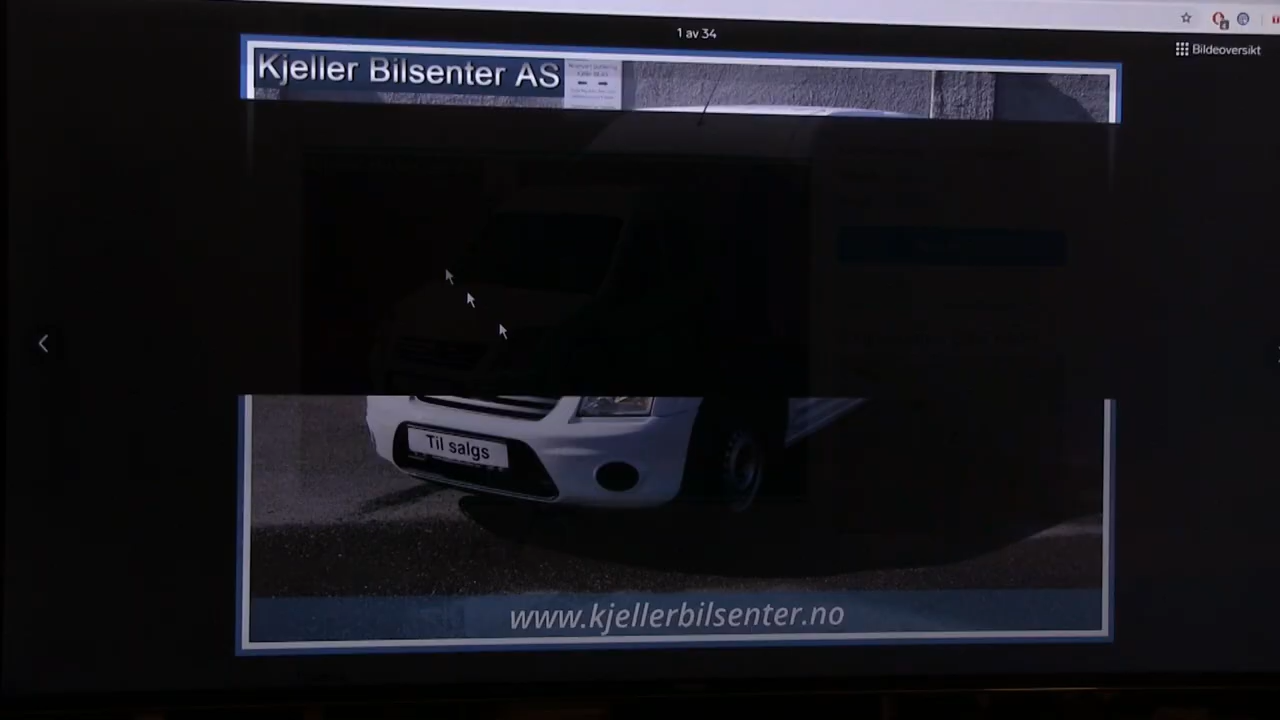 1 av 34
Bildeoversikt
Kjeller Bilsenter AS
Til salgs
www.kjellerbilsenter.no